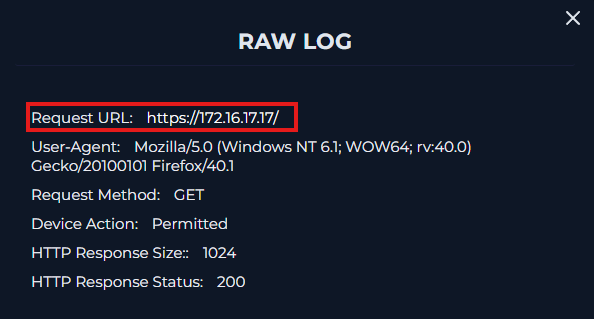 RAW LOG
Request URL: https://172.16.17.17/
User-Agent: Mozilla/5.0 (Windows NT 6.1; WOW64; rv:40.0)
Gecko/20100101 Firefox/40.1
Request Method: GET
Device Action: Permitted
HTTP Response Size:: 1024
HTTP Response Status: 200